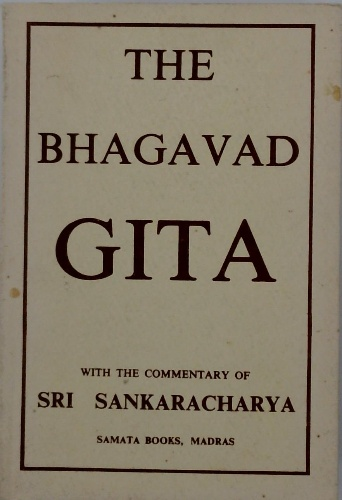 THE
BHAGAVAD
GITA
WITH THE COMMENTARY OF
SRI SANKARACHARYA
SAMATA BOOKS, MADRAS